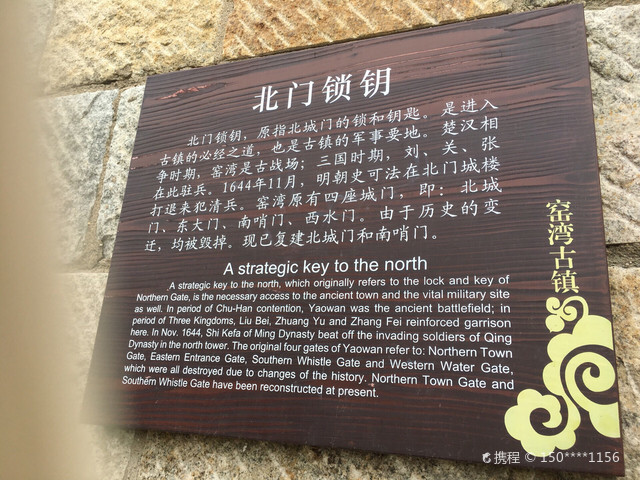 北门锁钥
北门锁钥，原指北城门的锁和钥匙。是进入
古镇的必经之道，也是古镇的军事要地。楚汉相
争时期，窑湾是古战场；三国时期，刘、关、张
在此驻兵。1644年11月，明朝史可法在北门城楼
打退来犯清兵。窑湾原有四座城门，即：北城
门、东大门、南哨门、西水门。由于历史的变
迁，均被毁掉。现已复建北城门和南哨门。
A strategic key to the north
A strategic key to the north, which originally refers to the lock and key of
Northern Gate, is the necessary access to the ancient town and the vital military site
as well. In period of Chu-Han contention, Yaowan was the ancient battlefield; in
period of Three Kingdoms, Liu Bei, Zhuang Yu and Zhang Fei reinforced garrison
here. In Nov. 1644, Shi Kefa of Ming Dynasty beat off the invading soldiers of Qing
Dynasty in the north tower. The original four gates of Yaowan refer to: Northern Town
Gate, Eastern Entrance Gate, Southern Whistle Gate and Western Water Gate,
which were all destroyed due to changes of the history. Northern Town Gate and
Southern Whistle Gate have been reconstructed at present.
窑湾古镇
携程 © 150****1156